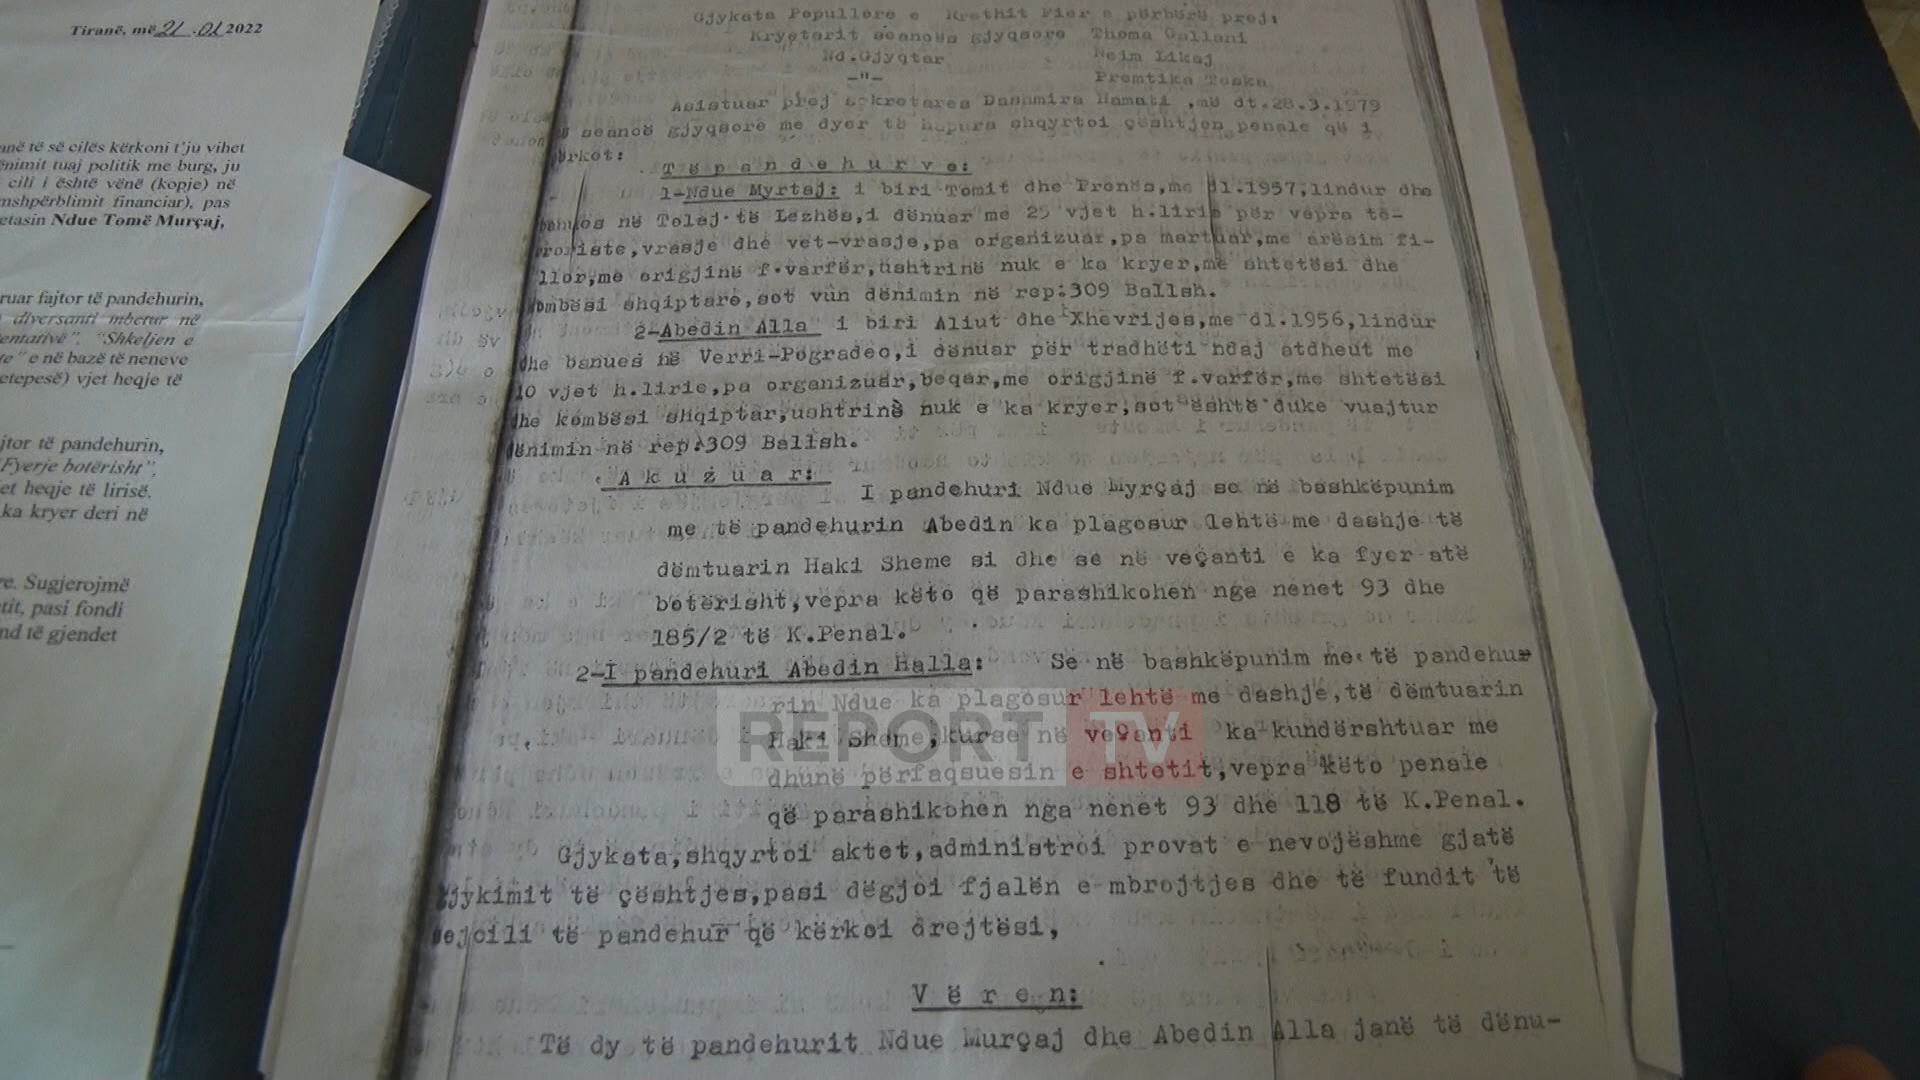 Tiranë, më 21.01 2022
anë të së cilës kërkoni t'ju vihet
ënimit tuaj politik me burg, ju
cili i është vënë (kopje) në
mshpërblimit financiar), pas
etasin Ndue Tomë Murçaj,
ruar fajtor të pandehurin,
diversanti mbetur në
entativë", "Shkeljen e
te" e në bazë të neneve
etepesë) vjet heqje të
jtor të pandehurin,
Fyerje botërisht",
et heqje të lirisë,
ka kryer deri në
re. Sugjerojmë
tit, pasi fondi
nd të gjendet
Gjykata Popullore e Rrethit Fier e përbërë prej:
Kryetarit seancës gjyqsore Thoma Gallani
Nd.Gjyqtar Neim Likaj
-"- Premtika Toska
Asistuar prej sekretares Dashmira Hamati ,më dt.28.3.1979
seancë gjyqsore me dyer të hapura shqyrtoi çështjen penale që i
përkot:
T ë p a n d e h u r v e:
1-Ndue Myrtaj: i biri Tomit dhe Pronës,me dl.1957,lindur dhe
banuos në Tolaj të Lezhës,i dënuar me 25 vjet h.lirie për vepra te-
rroriste,vrasje dhe vet-vrasje,pa organizuar,pa martuar,me arësim fi-
llor,me origjinë f.varfër,ushtrinë nuk e ka kryer,me shtetësi dhe
kombësi shqiptare,sot vun dënimin në rep:309 Ballsh.
2-Abedin Alla i biri Aliut dhe Xhevrijes,me dl.1956,lindur
dhe banues në Verri-Pogradec,i dënuar për tradhëti ndaj atdheut me
10 vjet h.lirie,pa organizuar,beqar,me origjinë f.varfër,me shtetësi
dhe kombësi shqiptar,ushtrinë nuk e ka kryer,sot është duke vuajtur
dënimin në rep.309 Ballsh.
A k u z u a r:
I pandehuri Ndue Myrçaj se në bashkëpunim
me të pandehurin Abedin ka plagosur lehtë me dashje të
dëmtuarin Haki Sheme si dhe se në veçanti e ka fyer atë
botërisht,vepra këto që parashikohen nga nenet 93 dhe
185/2 të K.Penal.
2-I pandehuri Abedin Halla: Se në bashkëpunim me të pandehu-
rin Ndue ka plagosur lehtë me dashje,të dëmtuarin
Haki Sheme,kurse në veçanti ka kundërshtuar me
dhunë përfaqsuesin e shtetit,vepra këto penale
që parashikohen nga nenet 93 dhe 118 të K.Penal.
Gjykata,shqyrtoi aktet,administroi provat e nevojëshme gjatë
gjykimit të çështjes,pasi dëgjoi fjalën e mbrojtjes dhe të fundit të
sejcili të pandehur që kërkoi drejtësi,
V ë r e n:
Të dy të pandehurit Ndue Murçaj dhe Abedin Alla janë të dënu-
REPORT TV